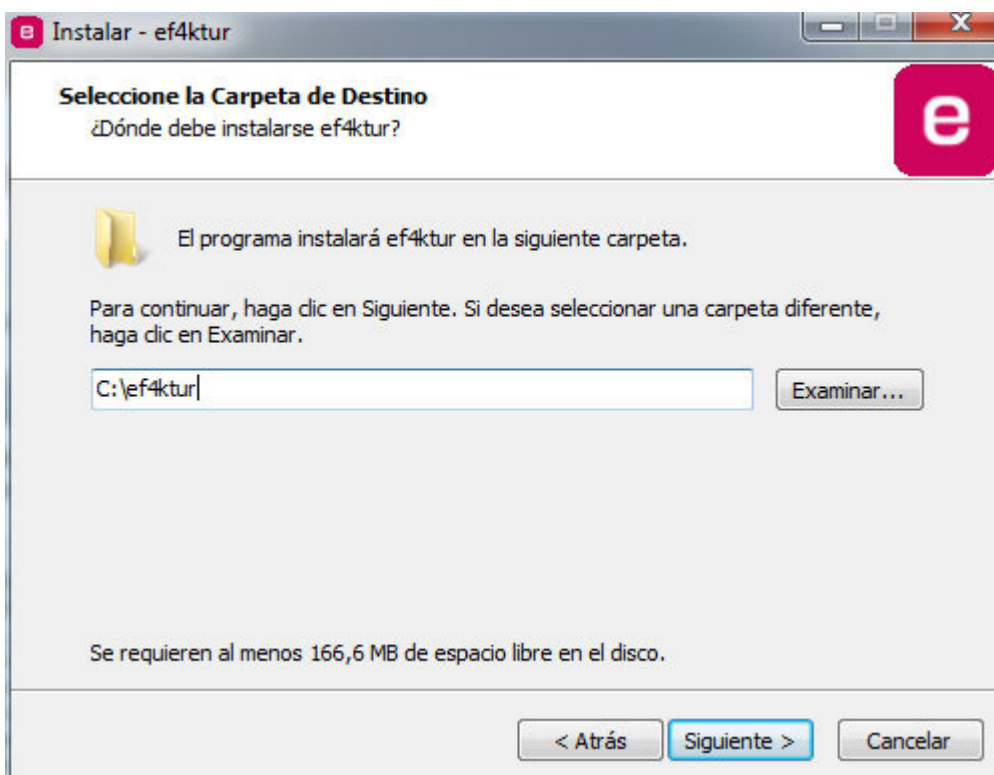 e Instalar - ef4ktur
Seleccione la Carpeta de Destino
¿Dónde debe instalarse ef4ktur?
e
El programa instalará ef4ktur en la siguiente carpeta.
Para continuar, haga clic en Siguiente. Si desea seleccionar una carpeta diferente,
haga clic en Examinar.
C:\ef4ktur
Examinar...
Se requieren al menos 166,6 MB de espacio libre en el disco.
< Atrás
Siguiente >
Cancelar